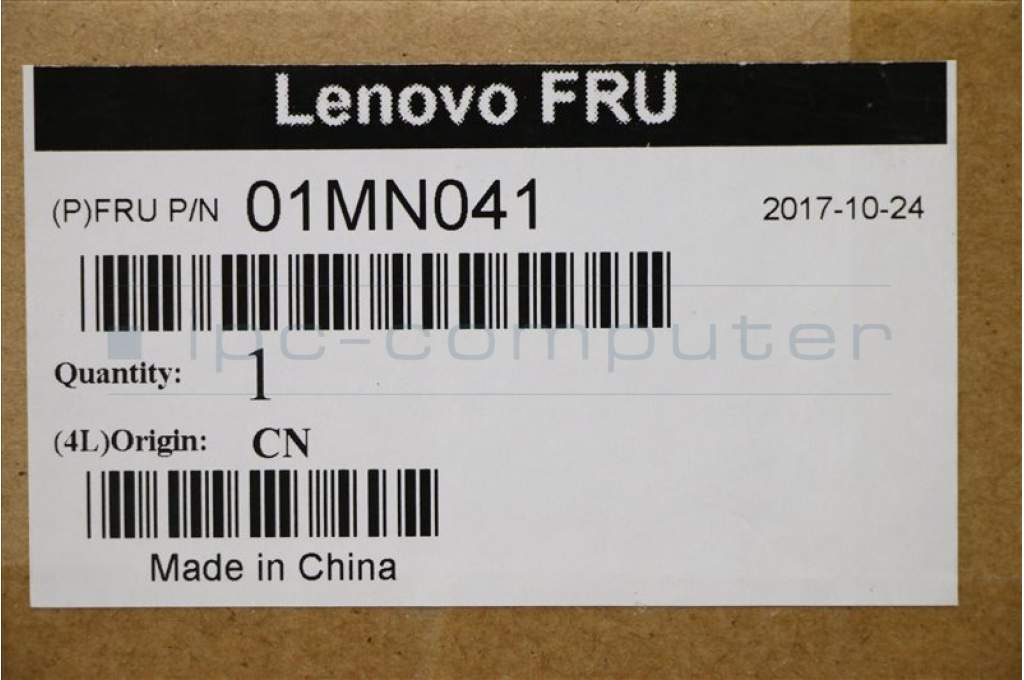 Lenovo FRU
(P)FRU P/N 01MN041 2017-10-24
ipc-computer
Quantity: 1
(4L)Origin: CN
Made in China